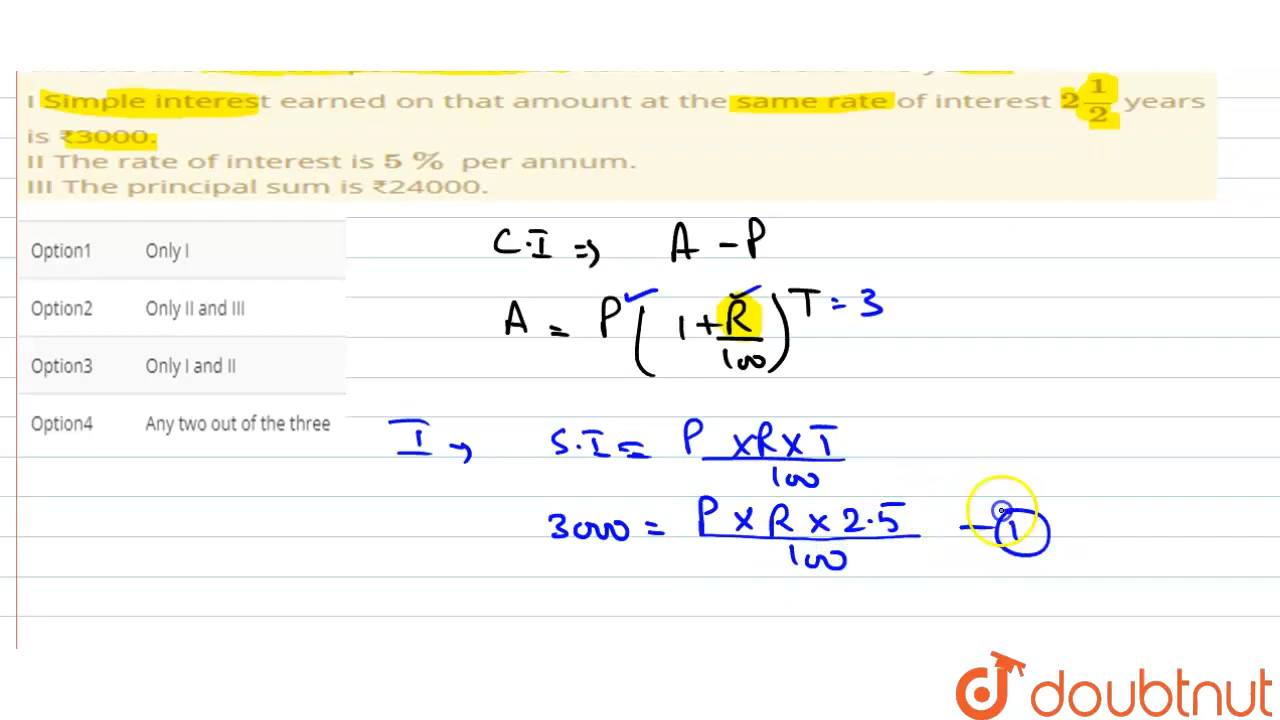 I Simple interest earned on that amount at the same rate of interest 2 1/2 years
is ₹3000.
II The rate of interest is 5 % per annum.
III The principal sum is ₹24000.
Option1 Only I
Option2 Only II and III
Option3 Only I and II
Option4 Any two out of the three
C.I ⇒ A - P
A = P(1+R/100)^T = 3
I → S.I = P×R×T/100
3000 = P×R×2.5/100 - 1
doubtnut